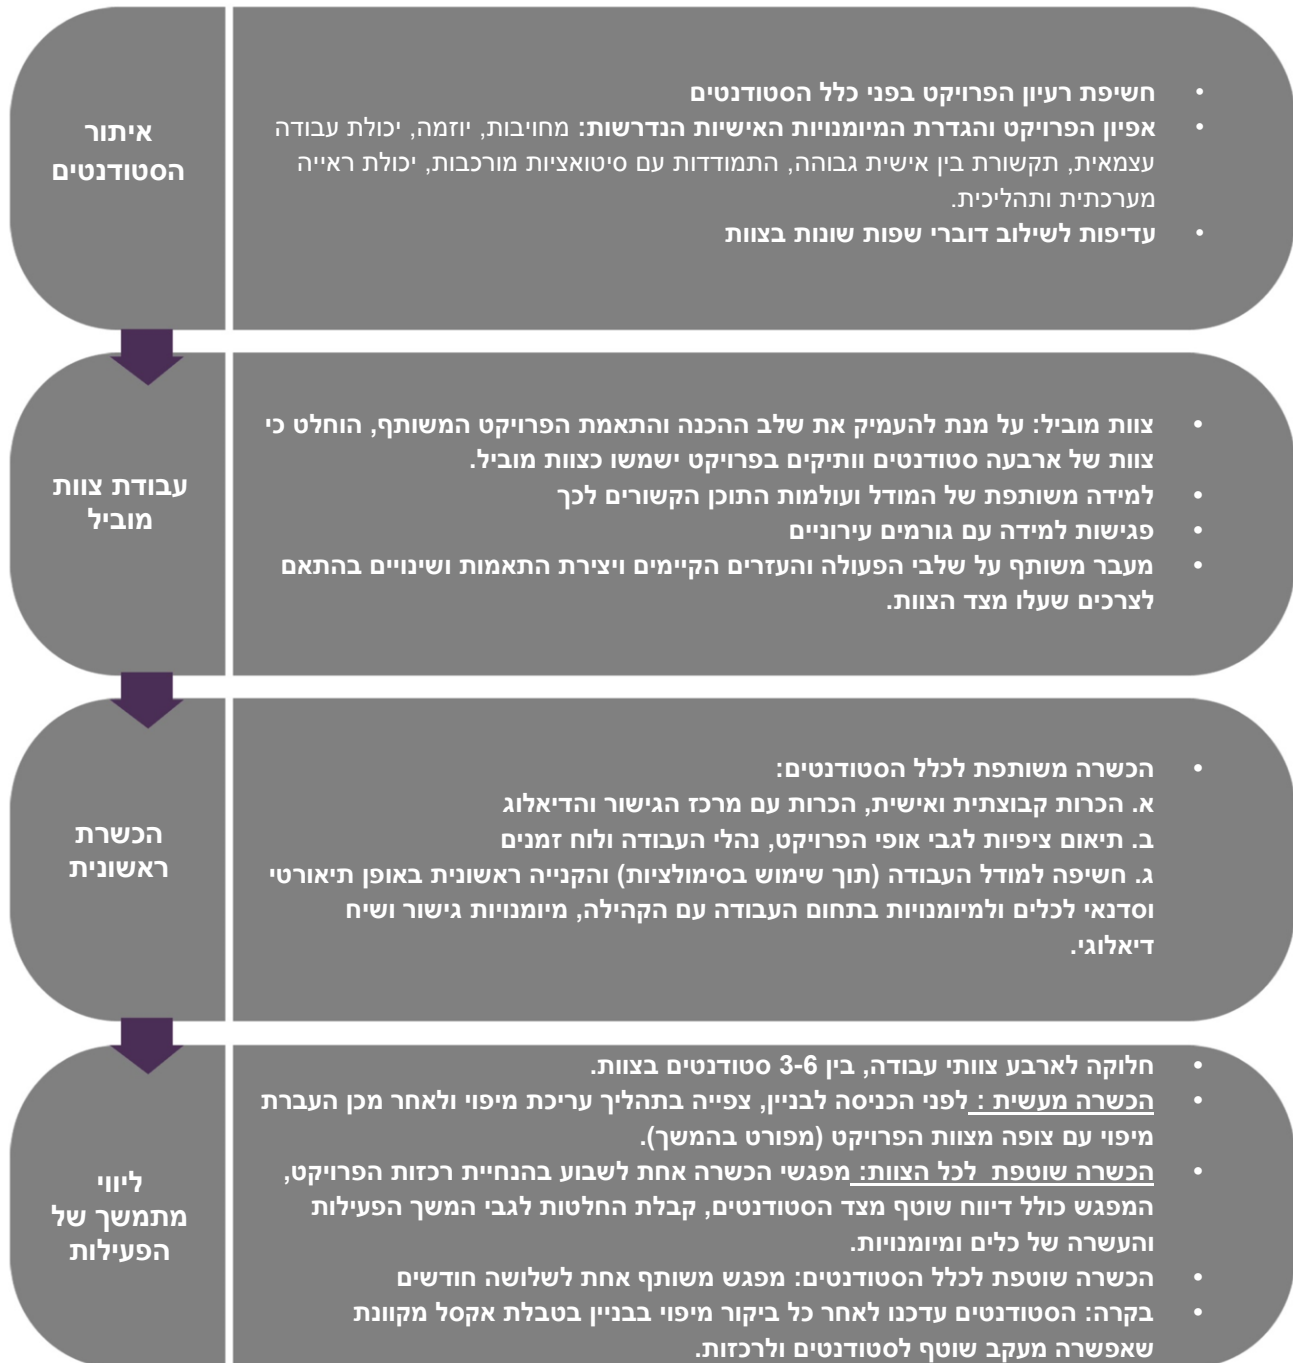 איתור
הסטודנטים
• חשיפת רעיון הפרויקט בפני כלל הסטודנטים
• אפיון הפרויקט והגדרת המיומנויות האישיות הנדרשות: מחויבות, יוזמה, יכולת עבודה
עצמאית, תקשורת בין אישית גבוהה, התמודדות עם סיטואציות מורכבות, יכולת ראייה
מערכתית ותהליכית.
• עדיפות לשילוב דוברי שפות שונות בצוות
עבודת צוות
מוביל
• צוות מוביל: על מנת להעמיק את שלב ההכנה והתאמת הפרויקט המשותף, הוחלט כי
צוות של ארבעה סטודנטים וותיקים בפרויקט ישמשו כצוות מוביל.
• למידה משותפת של המודל ועולמות התוכן הקשורים לכך
• פגישות למידה עם גורמים עירוניים
• מעבר משותף על שלבי הפעולה והעזרים הקיימים ויצירת התאמות ושינויים בהתאם
לצרכים שעלו מצד הצוות.
הכשרת
ראשונית
• הכשרה משותפת לכלל הסטודנטים:
א. הכרות קבוצתית ואישית, הכרות עם מרכז הגישור והדיאלוג
ב. תיאום ציפיות לגבי אופי הפרויקט, נהלי העבודה ולוח זמנים
ג. חשיפה למודל העבודה (תוך שימוש בסימולציות) והקנייה ראשונית באופן תיאורטי
וסדנאי לכלים ולמיומנויות בתחום העבודה עם הקהילה, מיומנויות גישור ושיח
דיאלוגי.
ליווי
מתמשך של
הפעילות
• חלוקה לארבע צוותי עבודה, בין 3-6 סטודנטים בצוות.
• הכשרה מעשית : לפני הכניסה לבניין, צפייה בתהליך עריכת מיפוי ולאחר מכן העברת
מיפוי עם צופה מצוות הפרויקט (מפורט בהמשך).
• הכשרה שוטפת לכל הצוות: מפגשי הכשרה אחת לשבוע בהנחיית רכזות הפרויקט,
המפגש כולל דיווח שוטף מצד הסטודנטים, קבלת החלטות לגבי המשך הפעילות
והעשרה של כלים ומיומנויות.
• הכשרה שוטפת לכלל הסטודנטים: מפגש משותף אחת לשלושה חודשים
• בקרה: הסטודנטים עדכנו לאחר כל ביקור מיפוי בבניין בטבלת אקסל מקוונת
שאפשרה מעקב שוטף לסטודנטים ולרכזות.